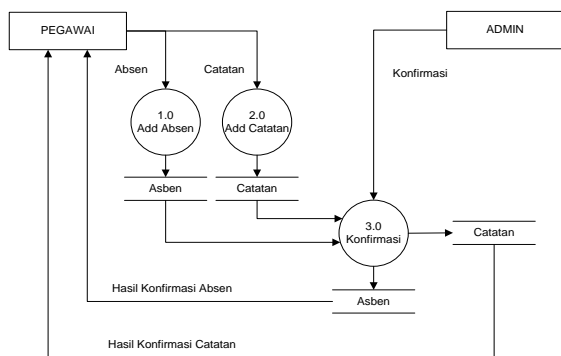 PEGAWAI
ADMIN
Absen
Catatan
Konfirmasi
1.0
Add Absen
2.0
Add Catatan
Asben
Catatan
3.0
Konfirmasi
Catatan
Hasil Konfirmasi Absen
Asben
Hasil Konfirmasi Catatan